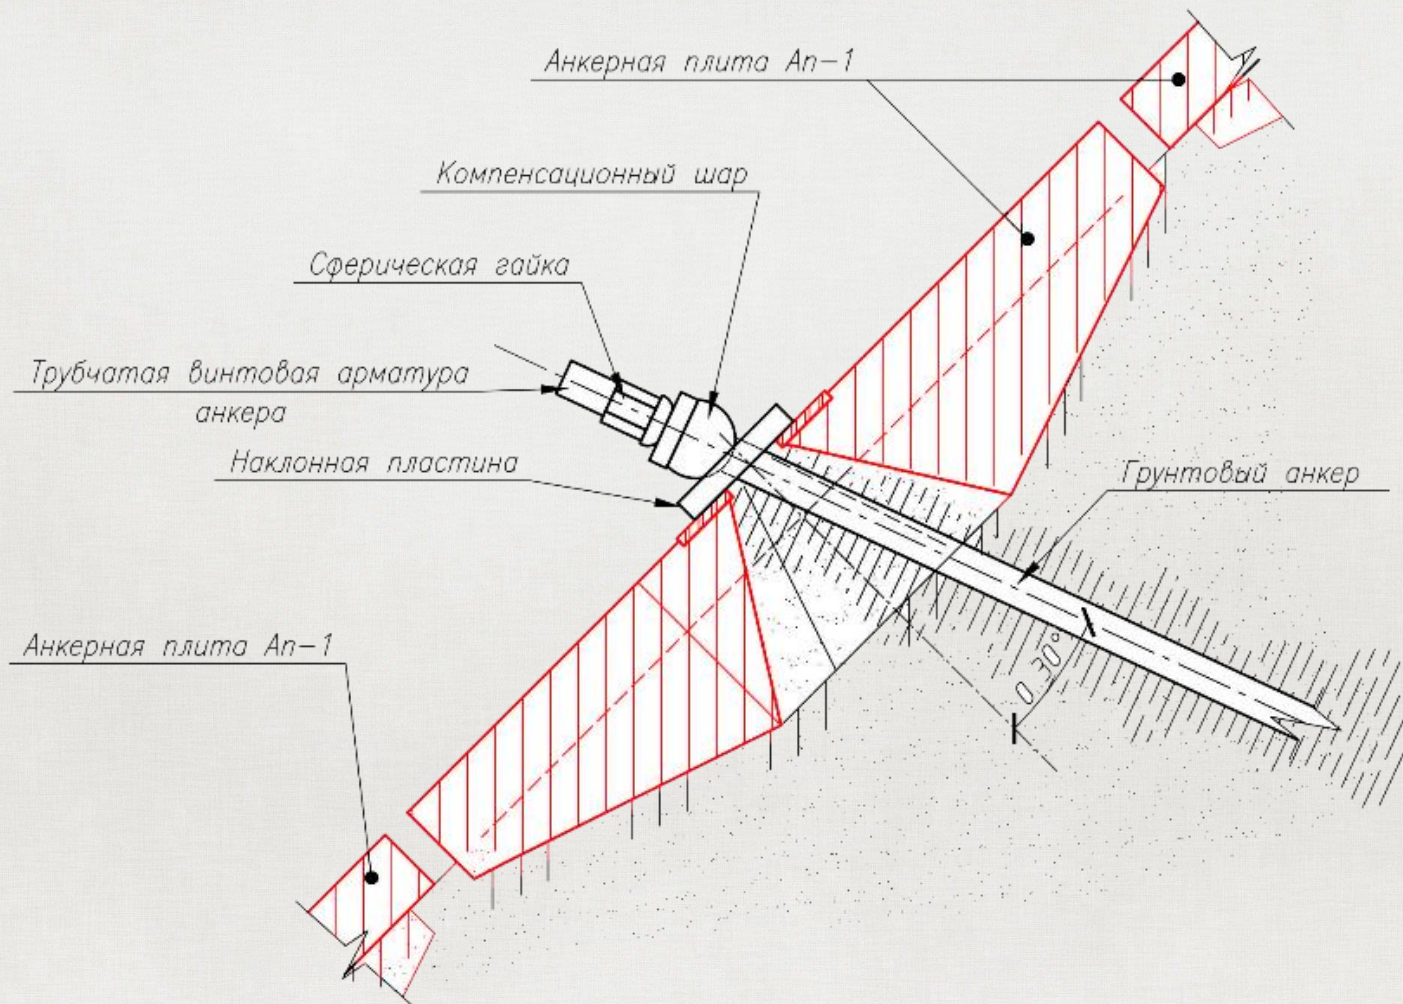 Анкерная плита Ап-1
Компенсационный шар
Сферическая гайка
Трубчатая винтовая арматура
анкера
Наклонная пластина
Грунтовый анкер
Анкерная плита Ап-1
0 30°